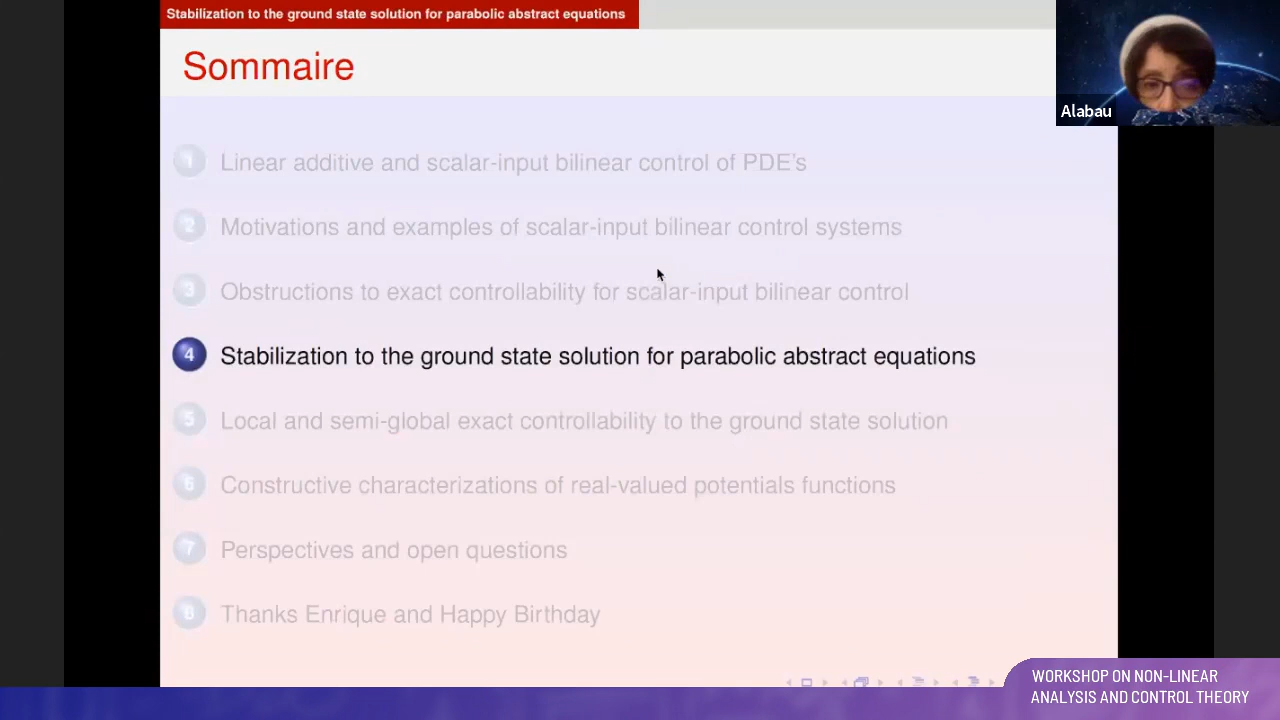 Stabilization to the ground state solution for parabolic abstract equations
Sommaire
Alabau
1 Linear additive and scalar-input bilinear control of PDE's
2 Motivations and examples of scalar-input bilinear control systems
3 Obstructions to exact controllability for scalar-input bilinear control
4 Stabilization to the ground state solution for parabolic abstract equations
5 Local and semi-global exact controllability to the ground state solution
6 Constructive characterizations of real-valued potentials functions
7 Perspectives and open questions
8 Thanks Enrique and Happy Birthday
WORKSHOP ON NON-LINEAR
ANALYSIS AND CONTROL THEORY